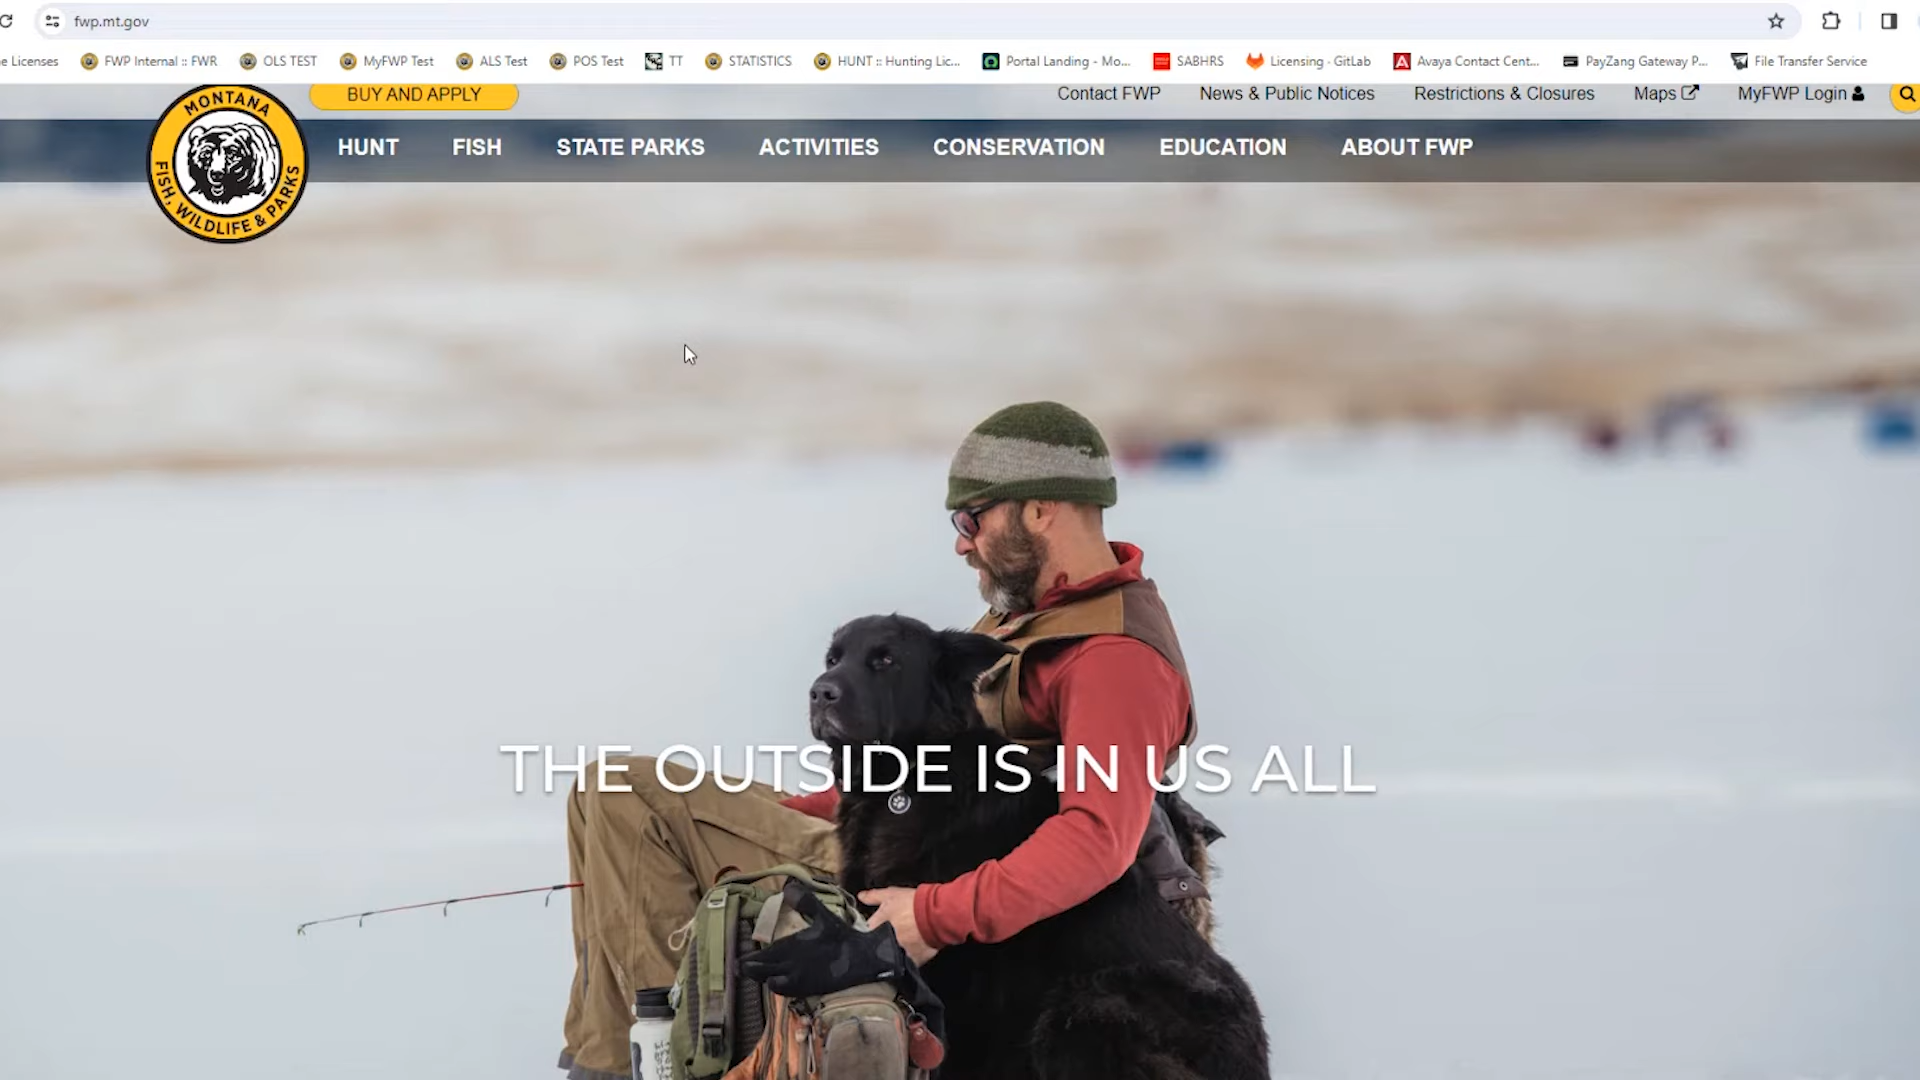 fwp.mt.gov
e Licenses
FWP Internal :: FWR
OLS TEST
MyFWP Test
ALS Test
POS Test
TT
STATISTICS
HUNT :: Hunting Lic...
Portal Landing - Mo...
SABHRS
Licensing · GitLab
Avaya Contact Cent...
PayZang Gateway P...
File Transfer Service
BUY AND APPLY
Contact FWP
News & Public Notices
Restrictions & Closures
Maps
MyFWP Login
MONTANA
FISH, WILDLIFE & PARKS
HUNT
FISH
STATE PARKS
ACTIVITIES
CONSERVATION
EDUCATION
ABOUT FWP
THE OUTSIDE IS IN US ALL